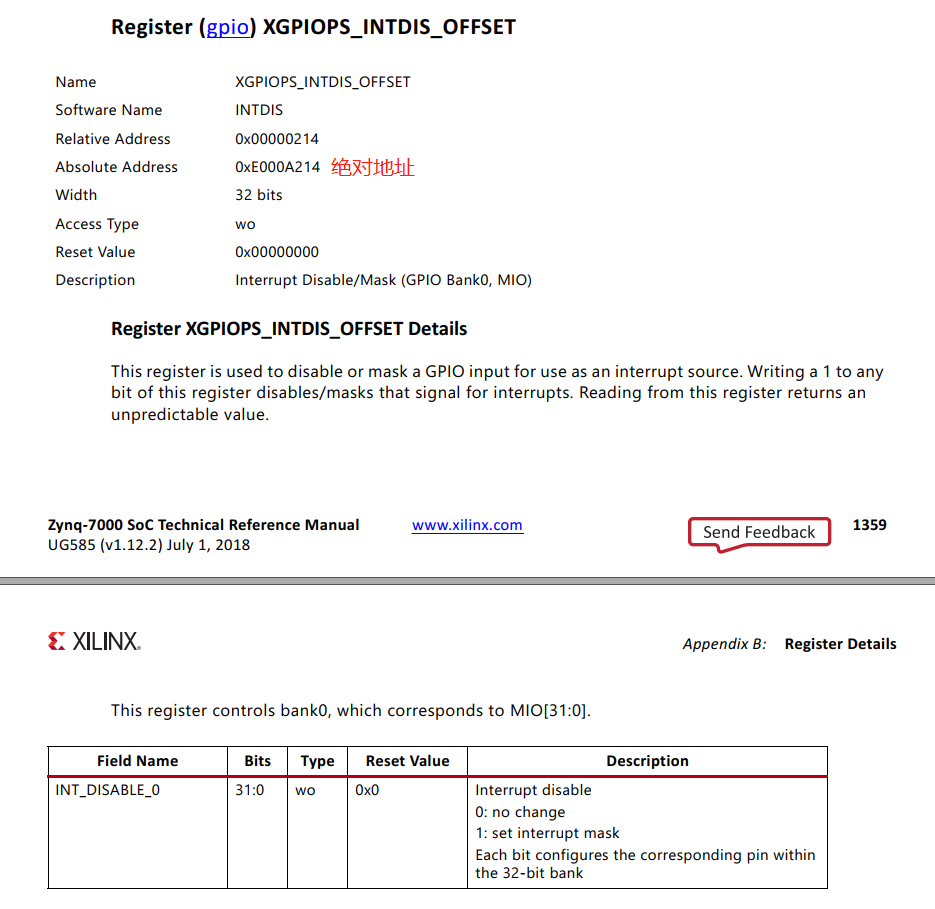 Register (gpio) XGPIOPS_INTDIS_OFFSET
Name XGPIOPS_INTDIS_OFFSET
Software Name INTDIS
Relative Address 0x00000214
Absolute Address 0xE000A214 绝对地址
Width 32 bits
Access Type wo
Reset Value 0x00000000
Description Interrupt Disable/Mask (GPIO Bank0, MIO)
Register XGPIOPS_INTDIS_OFFSET Details
This register is used to disable or mask a GPIO input for use as an interrupt source. Writing a 1 to any
bit of this register disables/masks that signal for interrupts. Reading from this register returns an
unpredictable value.
Zynq-7000 SoC Technical Reference Manual www.xilinx.com Send Feedback 1359
UG585 (v1.12.2) July 1, 2018
XILINX. Appendix B: Register Details
This register controls bank0, which corresponds to MIO[31:0].
Field Name Bits Type Reset Value Description
INT_DISABLE_0 31:0 wo 0x0 Interrupt disable
0: no change
1: set interrupt mask
Each bit configures the corresponding pin within
the 32-bit bank